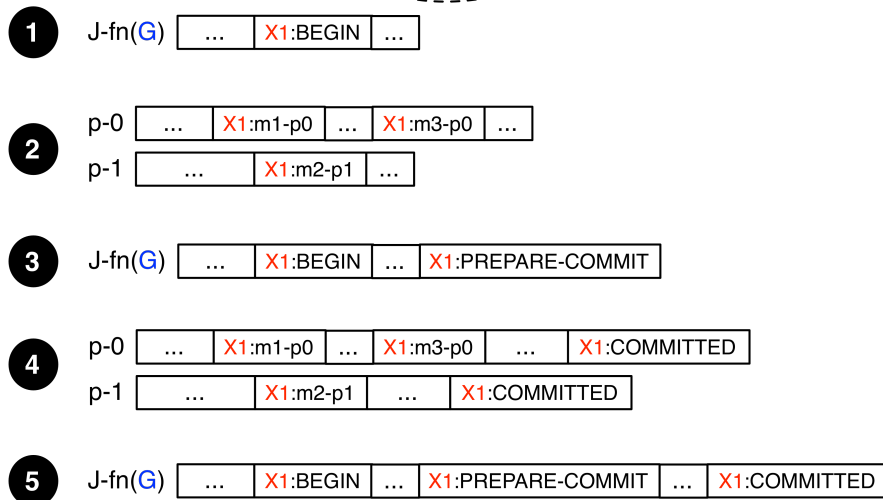 1 J-fn(G) ... X1:BEGIN ...
2
p-0 ... X1:m1-p0 ... X1:m3-p0 ...
p-1 ... X1:m2-p1 ...
3 J-fn(G) ... X1:BEGIN ... X1:PREPARE-COMMIT
4
p-0 ... X1:m1-p0 ... X1:m3-p0 ... X1:COMMITTED
p-1 ... X1:m2-p1 ... X1:COMMITTED
5 J-fn(G) ... X1:BEGIN ... X1:PREPARE-COMMIT ... X1:COMMITTED